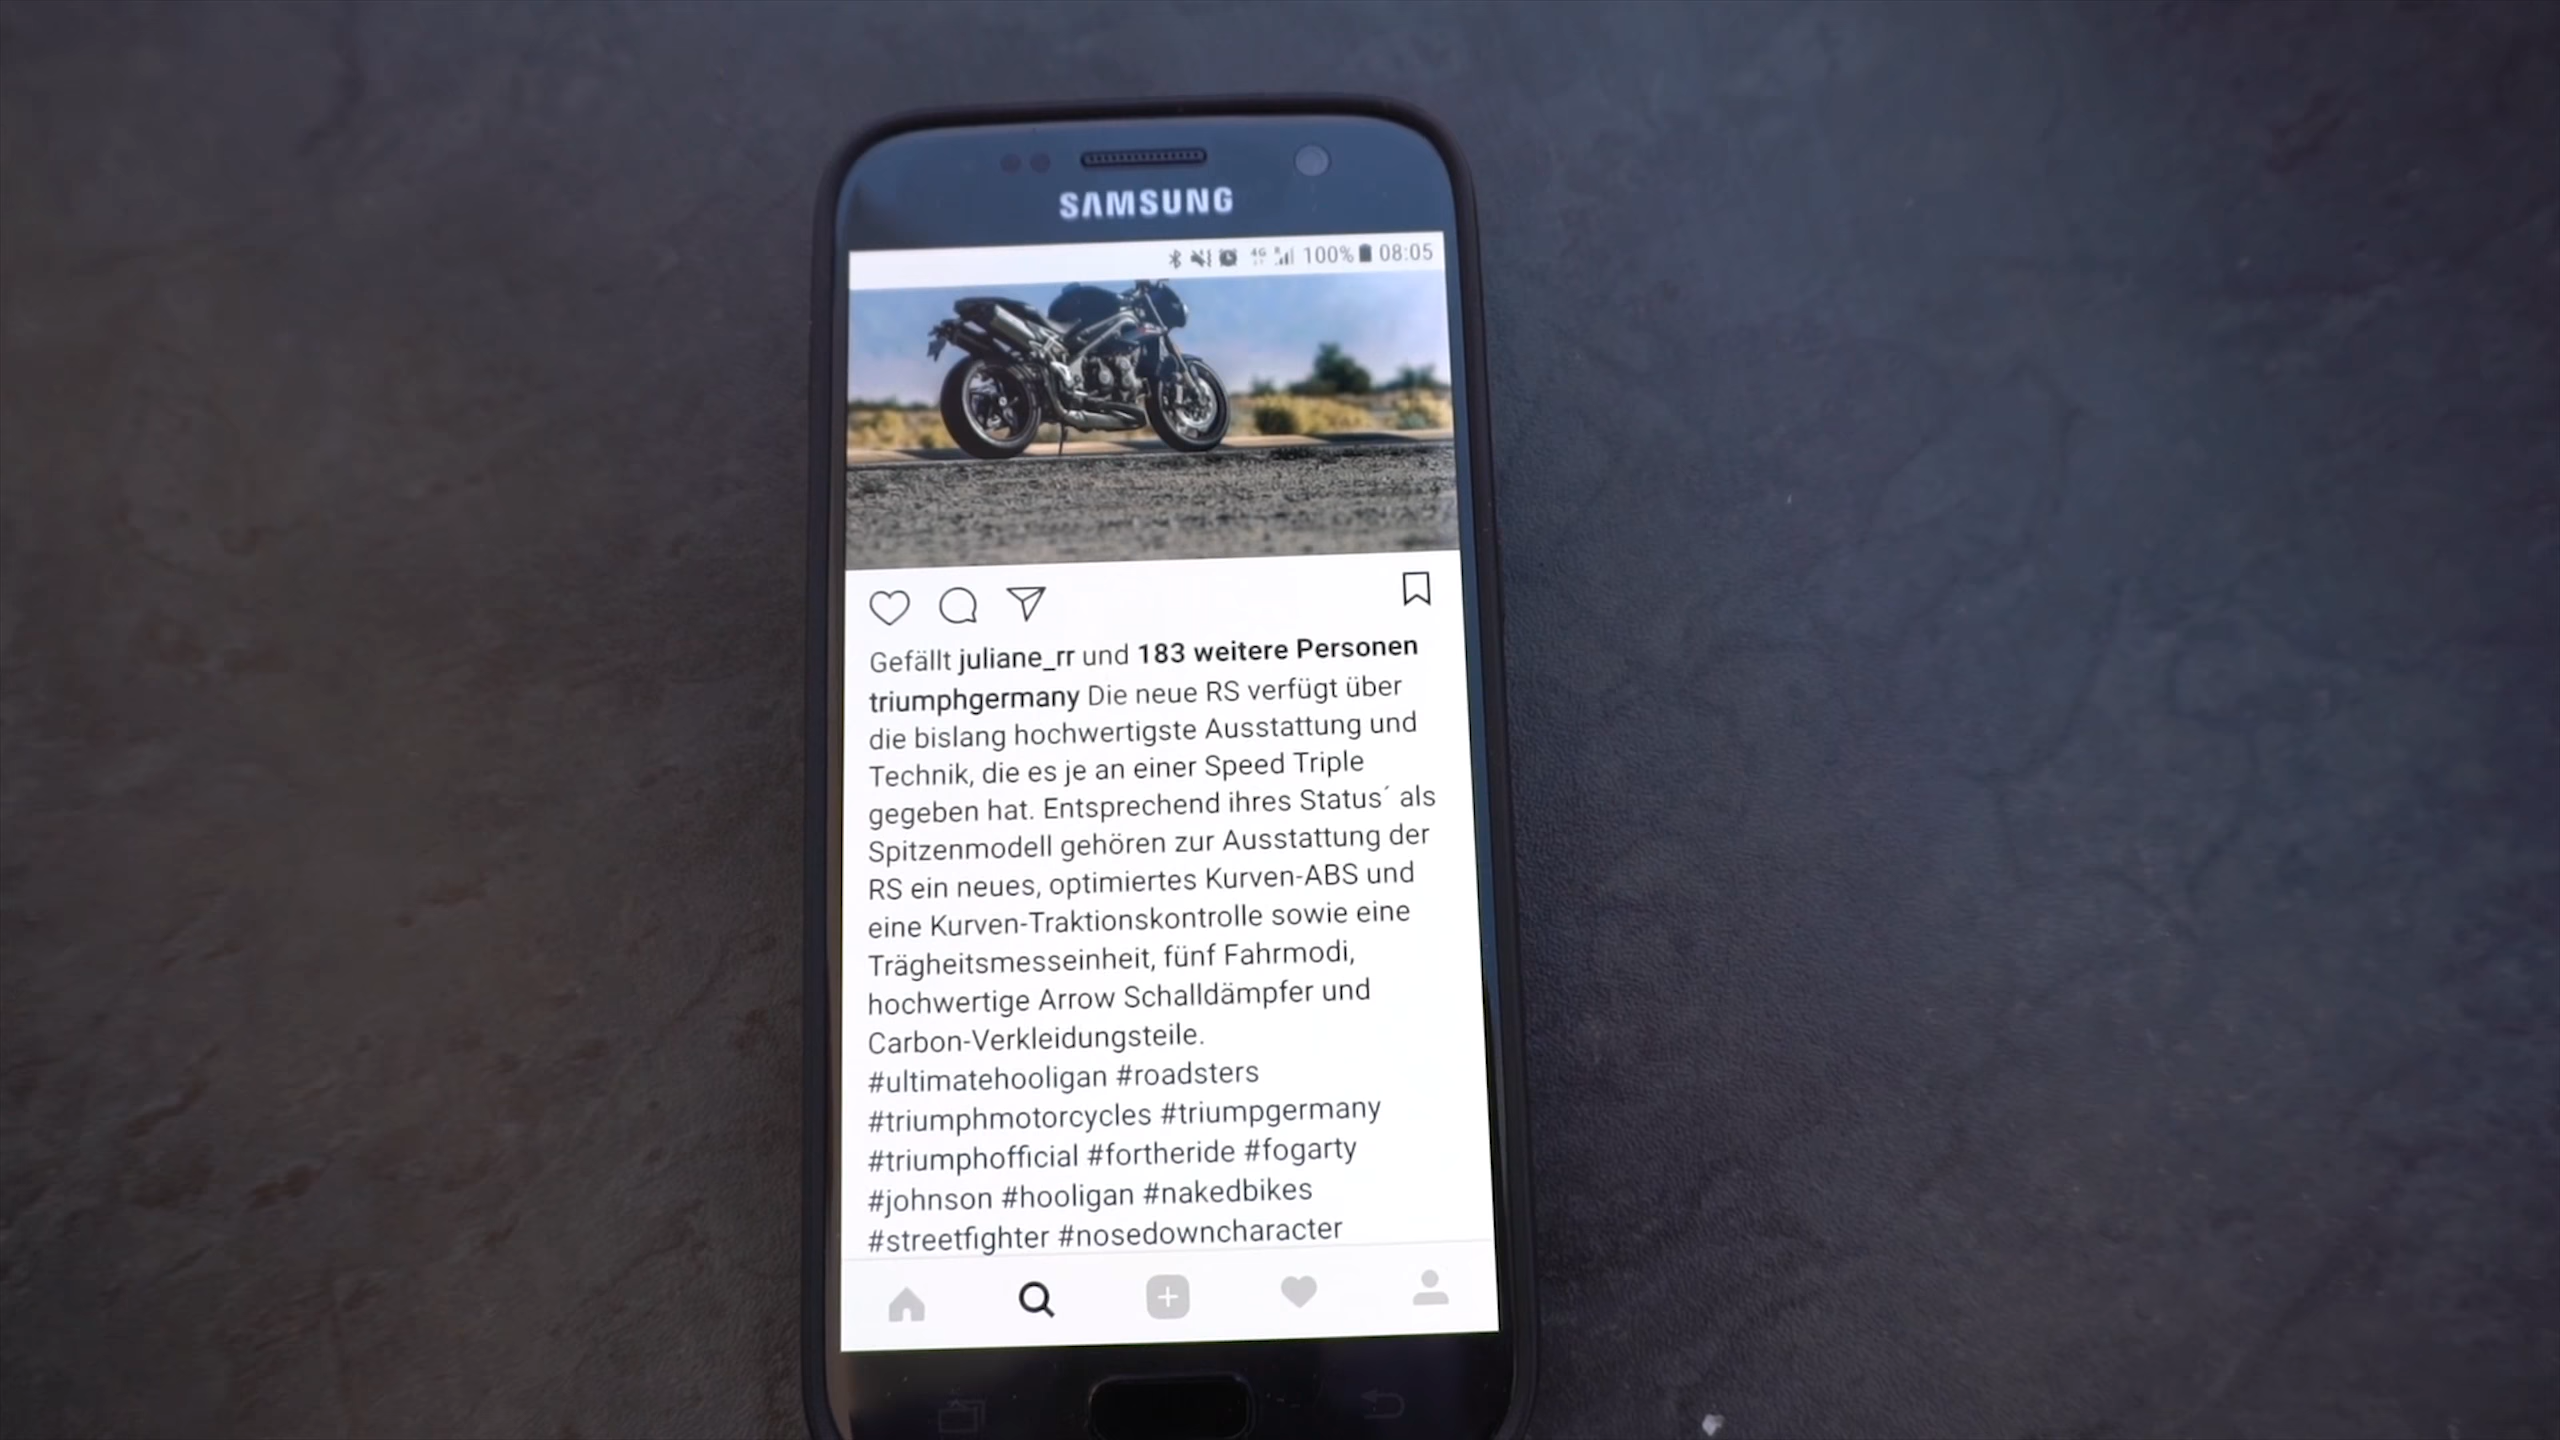 SAMSUNG
4G 100% 08:05
Gefällt juliane_rr und 183 weitere Personen
triumphgermany Die neue RS verfügt über
die bislang hochwertigste Ausstattung und
Technik, die es je an einer Speed Triple
gegeben hat. Entsprechend ihres Status´ als
Spitzenmodell gehören zur Ausstattung der
RS ein neues, optimiertes Kurven-ABS und
eine Kurven-Traktionskontrolle sowie eine
Trägheitsmesseinheit, fünf Fahrmodi,
hochwertige Arrow Schalldämpfer und
Carbon-Verkleidungsteile.
#ultimatehooligan #roadsters
#triumphmotorcycles #triumpgermany
#triumphofficial #fortheride #fogarty
#johnson #hooligan #nakedbikes
#streetfighter #nosedowncharacter